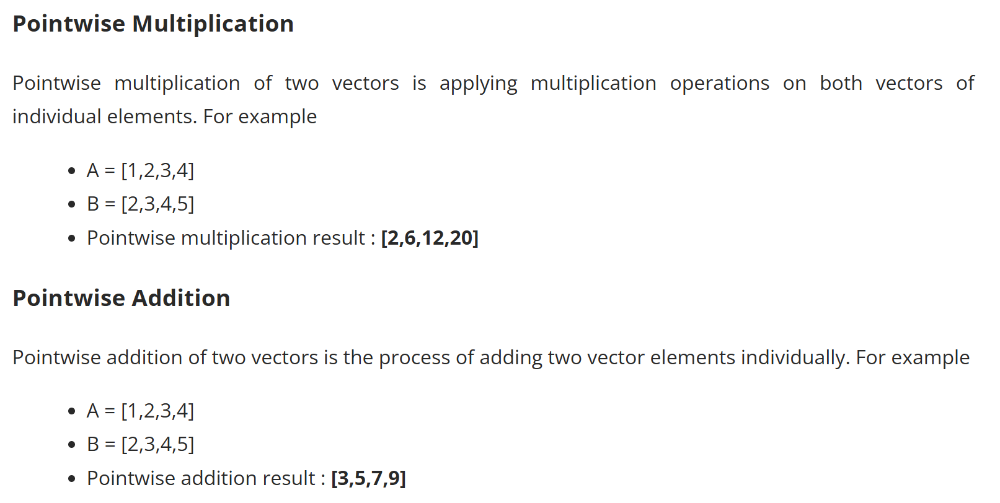 Pointwise Multiplication
Pointwise multiplication of two vectors is applying multiplication operations on both vectors of
individual elements. For example
• A = [1,2,3,4]
• B = [2,3,4,5]
• Pointwise multiplication result : [2,6,12,20]
Pointwise Addition
Pointwise addition of two vectors is the process of adding two vector elements individually. For example
• A = [1,2,3,4]
• B = [2,3,4,5]
• Pointwise addition result : [3,5,7,9]